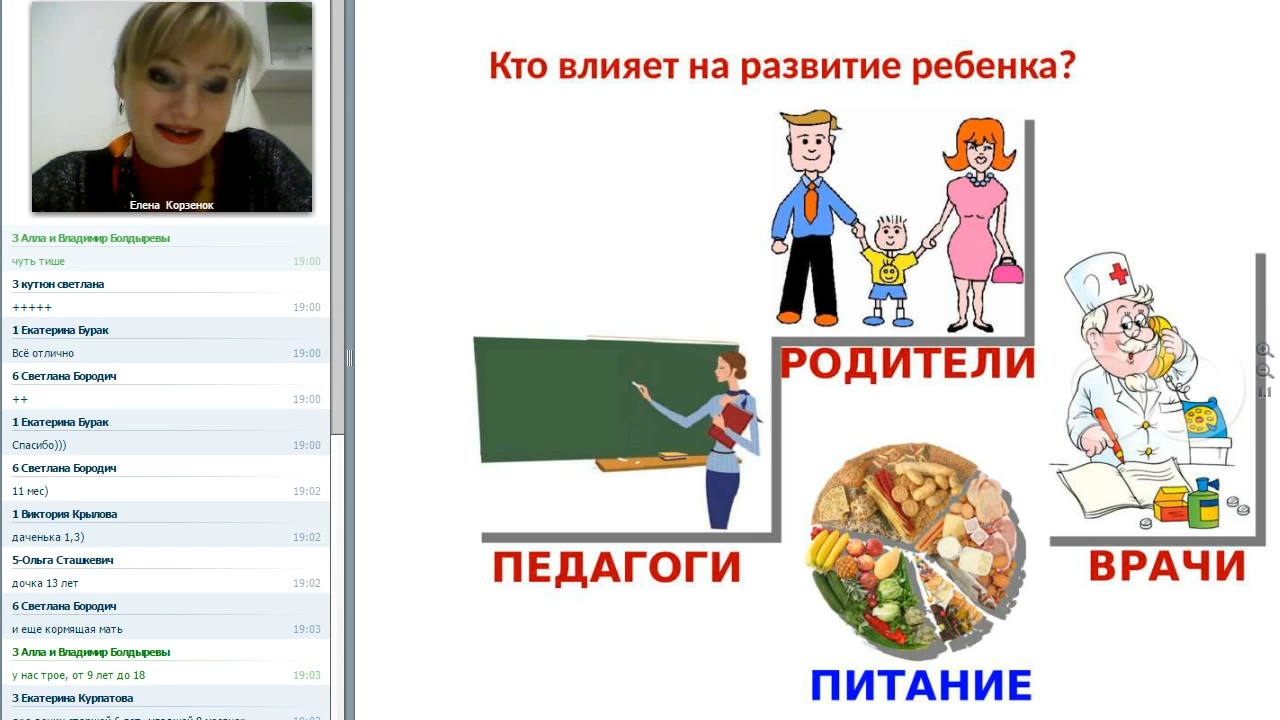 Елена Корзенок
3 Алла и Владимир Болдыревы
чуть тише 19:00
3 кутюн светлана
+++++ 19:00
1 Екатерина Бурак
Всё отлично 19:00
6 Светлана Бородич
++ 19:00
1 Екатерина Бурак
Спасибо))) 19:00
6 Светлана Бородич
11 мес) 19:02
1 Виктория Крылова
даченька 1,3) 19:02
5-Ольга Сташкевич
дочка 13 лет 19:02
6 Светлана Бородич
и еще кормящая мать 19:03
3 Алла и Владимир Болдыревы
у нас трое, от 9 лет до 18 19:03
3 Екатерина Курпатова
Кто влияет на развитие ребенка?
РОДИТЕЛИ
ПЕДАГОГИ
ВРАЧИ
ПИТАНИЕ
1:1